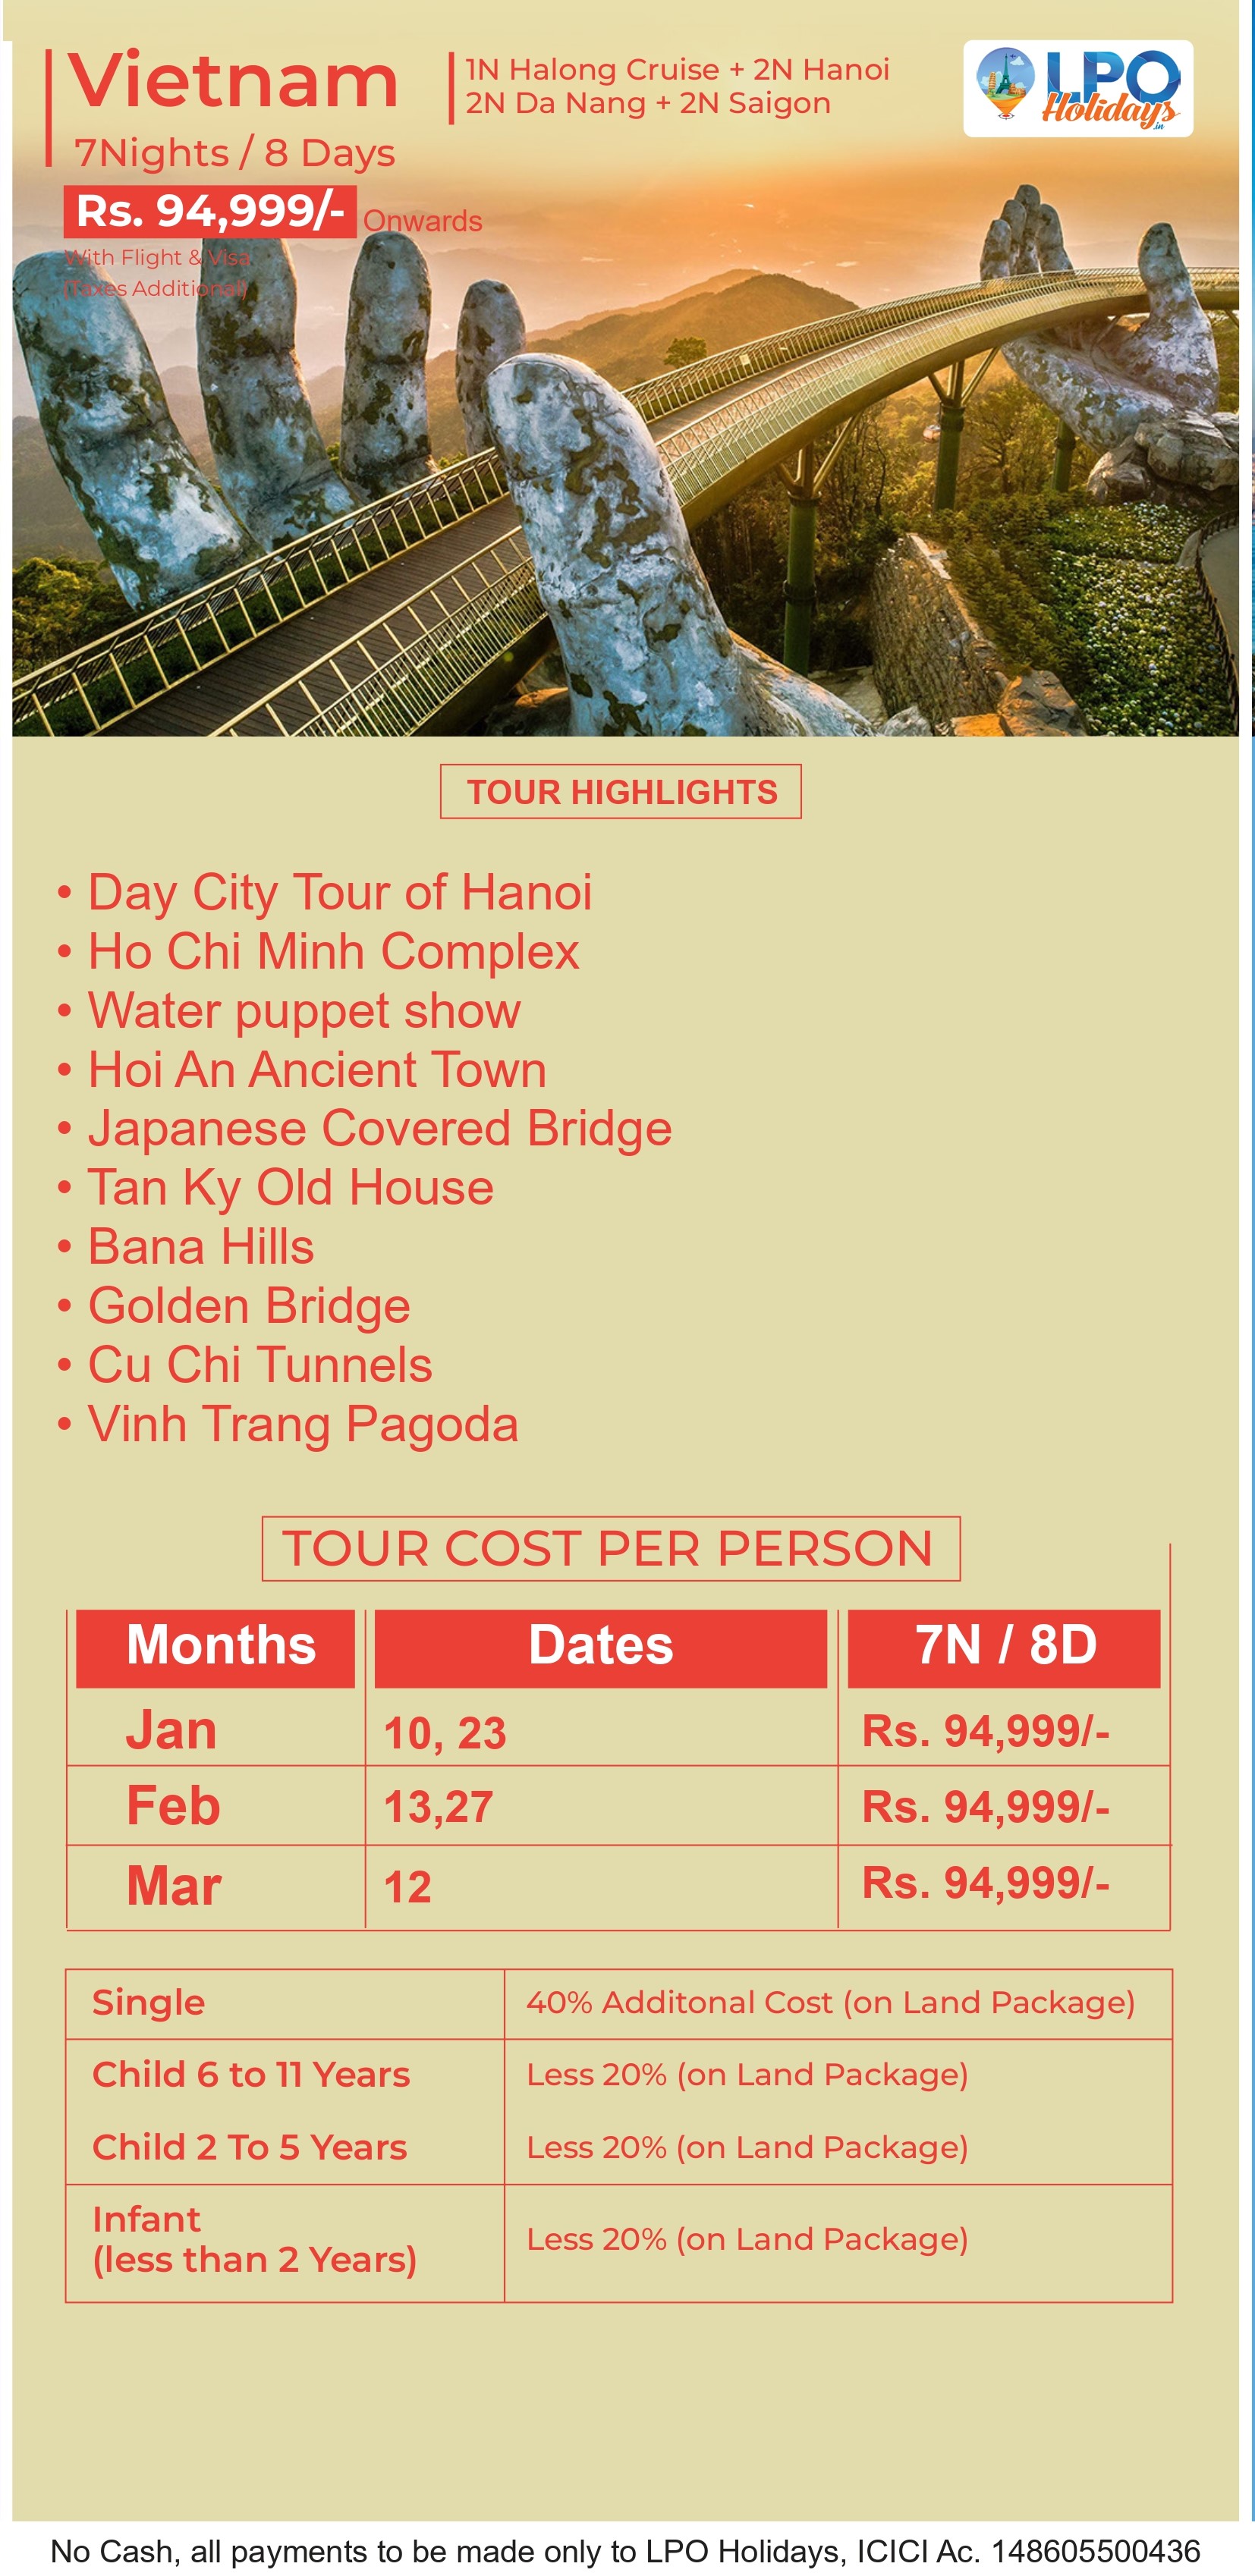 Vietnam
7Nights / 8 Days
Rs. 94,999/- Onwards
With Flight & Visa
(Taxes Additional)
1N Halong Cruise + 2N Hanoi
2N Da Nang + 2N Saigon
LPO
Holidays
.in
TOUR HIGHLIGHTS
• Day City Tour of Hanoi
• Ho Chi Minh Complex
• Water puppet show
• Hoi An Ancient Town
• Japanese Covered Bridge
• Tan Ky Old House
• Bana Hills
• Golden Bridge
• Cu Chi Tunnels
• Vinh Trang Pagoda
TOUR COST PER PERSON
Months Dates 7N / 8D
Jan 10, 23 Rs. 94,999/-
Feb 13,27 Rs. 94,999/-
Mar 12 Rs. 94,999/-
Single 40% Additonal Cost (on Land Package)
Child 6 to 11 Years Less 20% (on Land Package)
Child 2 To 5 Years Less 20% (on Land Package)
Infant
(less than 2 Years) Less 20% (on Land Package)
No Cash, all payments to be made only to LPO Holidays, ICICI Ac. 148605500436